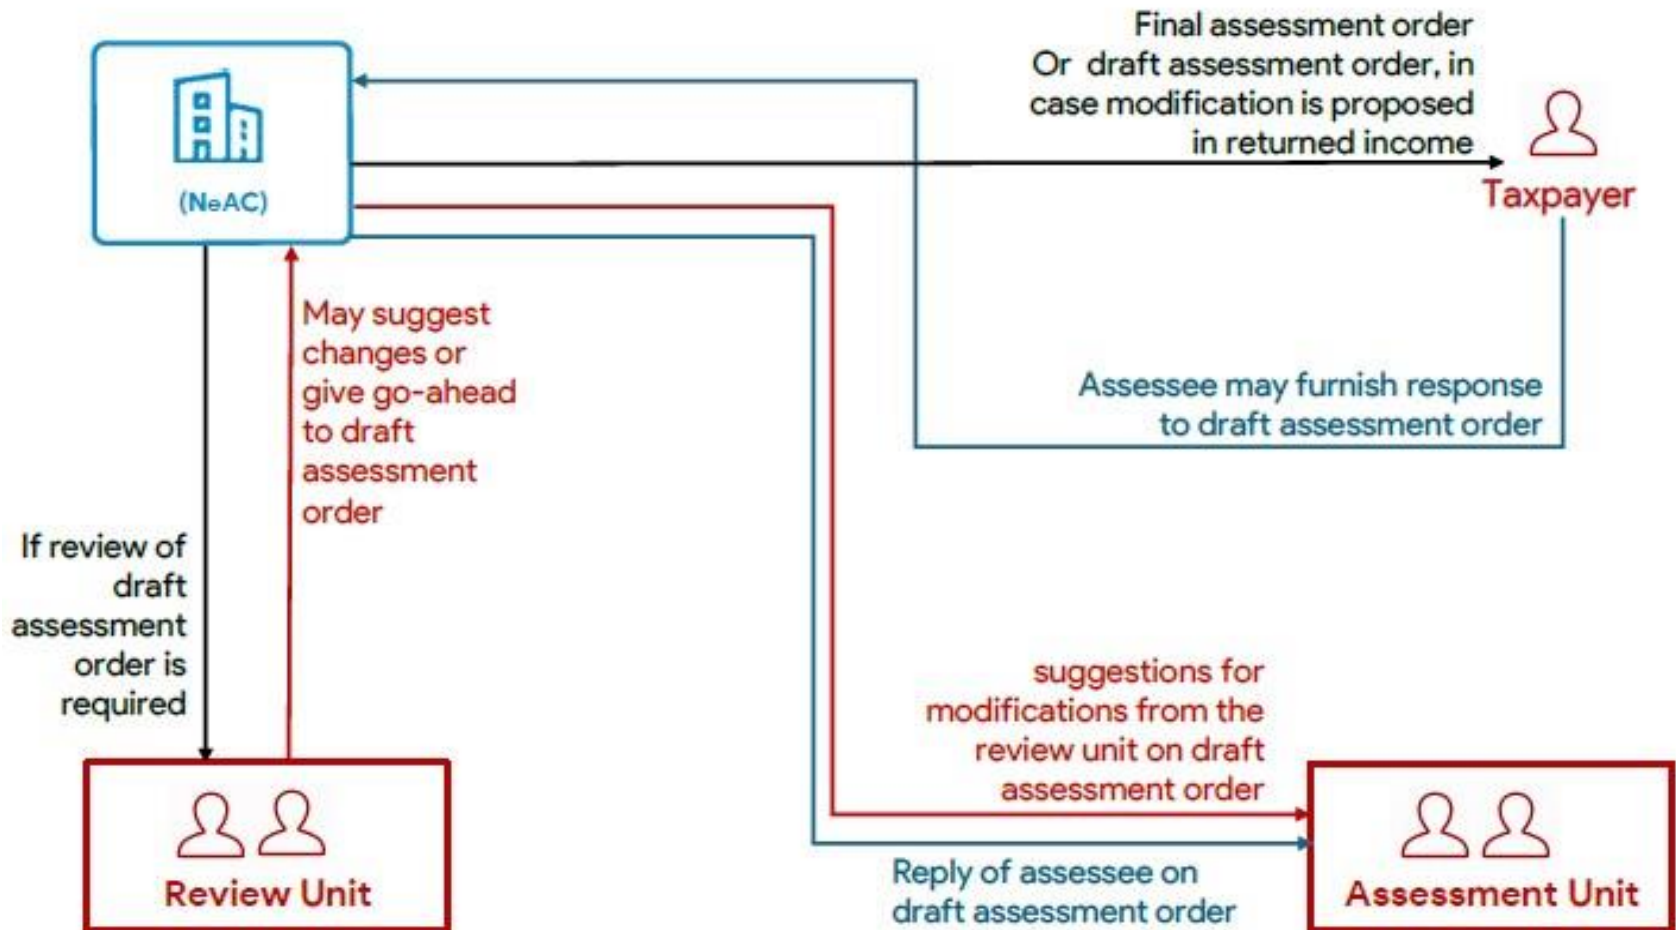 Final assessment order
Or draft assessment order, in
case modification is proposed
in returned income
(NeAC)
Taxpayer
May suggest
changes or
give go-ahead
to draft
assessment
order
Assessee may furnish response
to draft assessment order
If review of
draft
assessment
order is
required
suggestions for
modifications from the
review unit on draft
assessment order
Reply of assessee on
draft assessment order
Review Unit
Assessment Unit